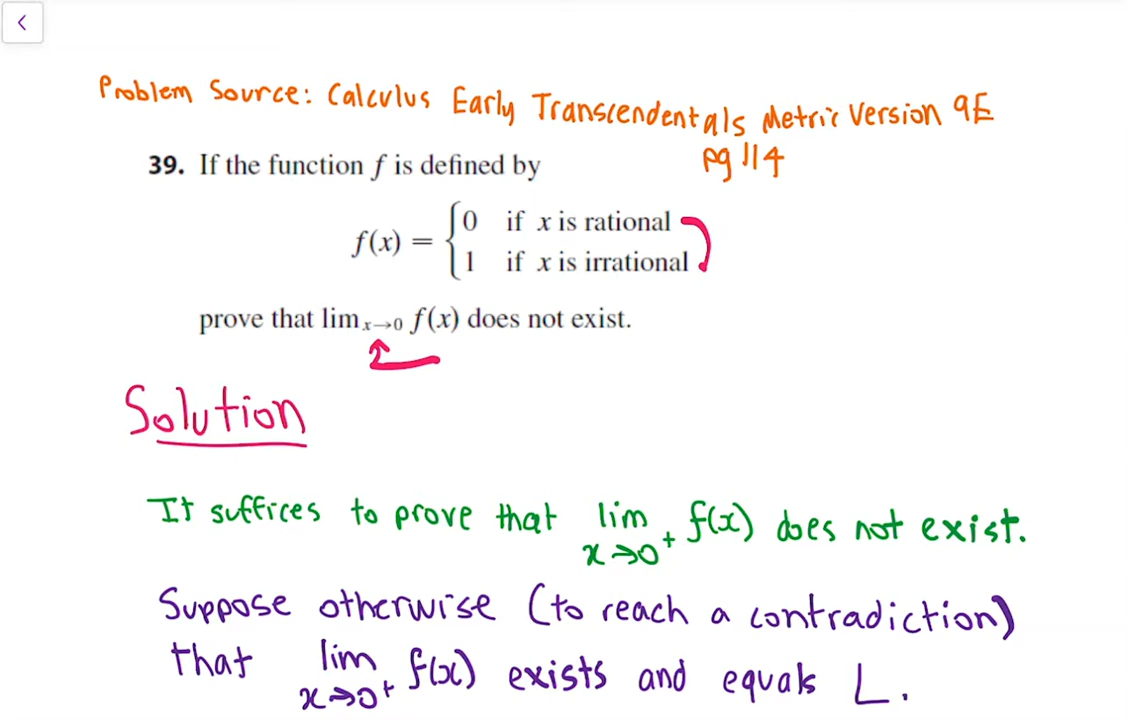 Problem Source: Calculus Early Transcendentals Metric Version 9E
pg 114
39. If the function f is defined by
f(x) = { 0 if x is rational
1 if x is irrational
prove that lim x→0 f(x) does not exist.
Solution
It suffices to prove that lim x→0+ f(x) does not exist.
Suppose otherwise (to reach a contradiction)
that lim x→0+ f(x) exists and equals L.